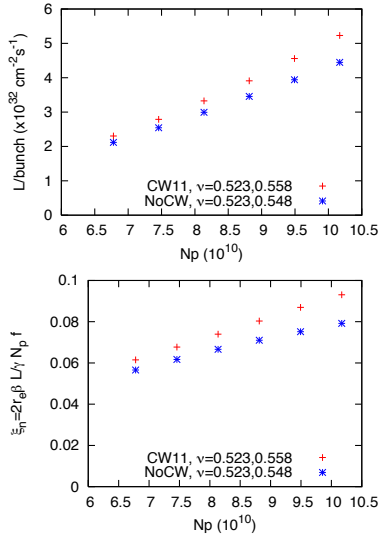 L/bunch (x10³² cm⁻²s⁻¹)
6
5
4
3
2
1
0
CW11, ν=0.523,0.558
NoCW, ν=0.523,0.548
6 6.5 7 7.5 8 8.5 9 9.5 10 10.5
Np (10¹⁰)
ξₙ=2rₑβ L/γ Nₚ f
0.1
0.08
0.06
0.04
0.02
0
CW11, ν=0.523,0.558
NoCW, ν=0.523,0.548
6 6.5 7 7.5 8 8.5 9 9.5 10 10.5
Np (10¹⁰)